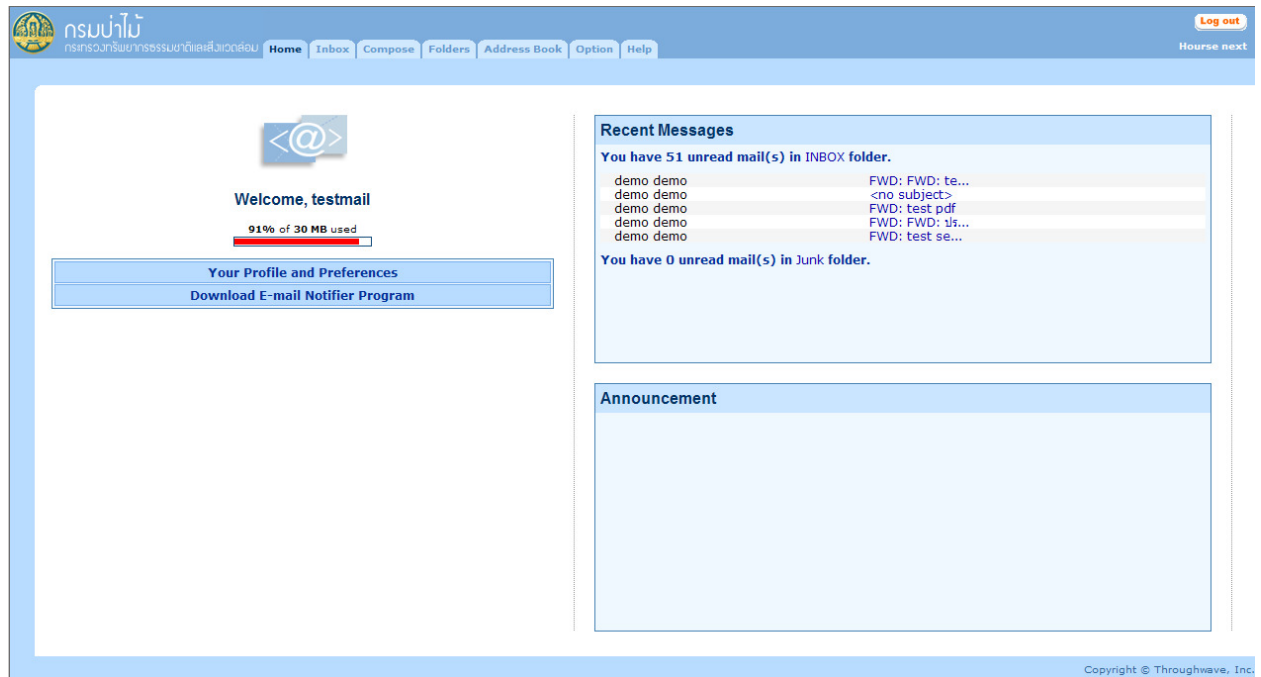 กรมป่าไม้
กระทรวงทรัพยากรธรรมชาติและสิ่งแวดล้อม
Home Inbox Compose Folders Address Book Option Help
Log out
Hourse next
<@>
Welcome, testmail
91% of 30 MB used
Your Profile and Preferences
Download E-mail Notifier Program
Recent Messages
You have 51 unread mail(s) in INBOX folder.
demo demo FWD: FWD: te...
demo demo <no subject>
demo demo FWD: test pdf
demo demo FWD: FWD: ปร...
demo demo FWD: test se...
You have 0 unread mail(s) in Junk folder.
Announcement
Copyright © Throughwave, Inc.